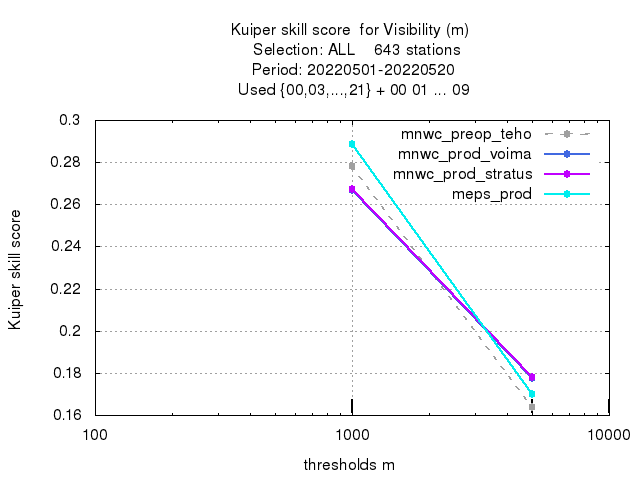 Kuiper skill score  for Visibility (m)
Selection: ALL    643 stations
Period: 20220501-20220520
Used {00,03,...,21} + 00 01 ... 09
0.3
0.28
0.26
0.24
0.22
0.2
0.18
0.16
Kuiper skill score
mnwc_preop_teho
mnwc_prod_voima
mnwc_prod_stratus
meps_prod
100 1000 10000
thresholds m